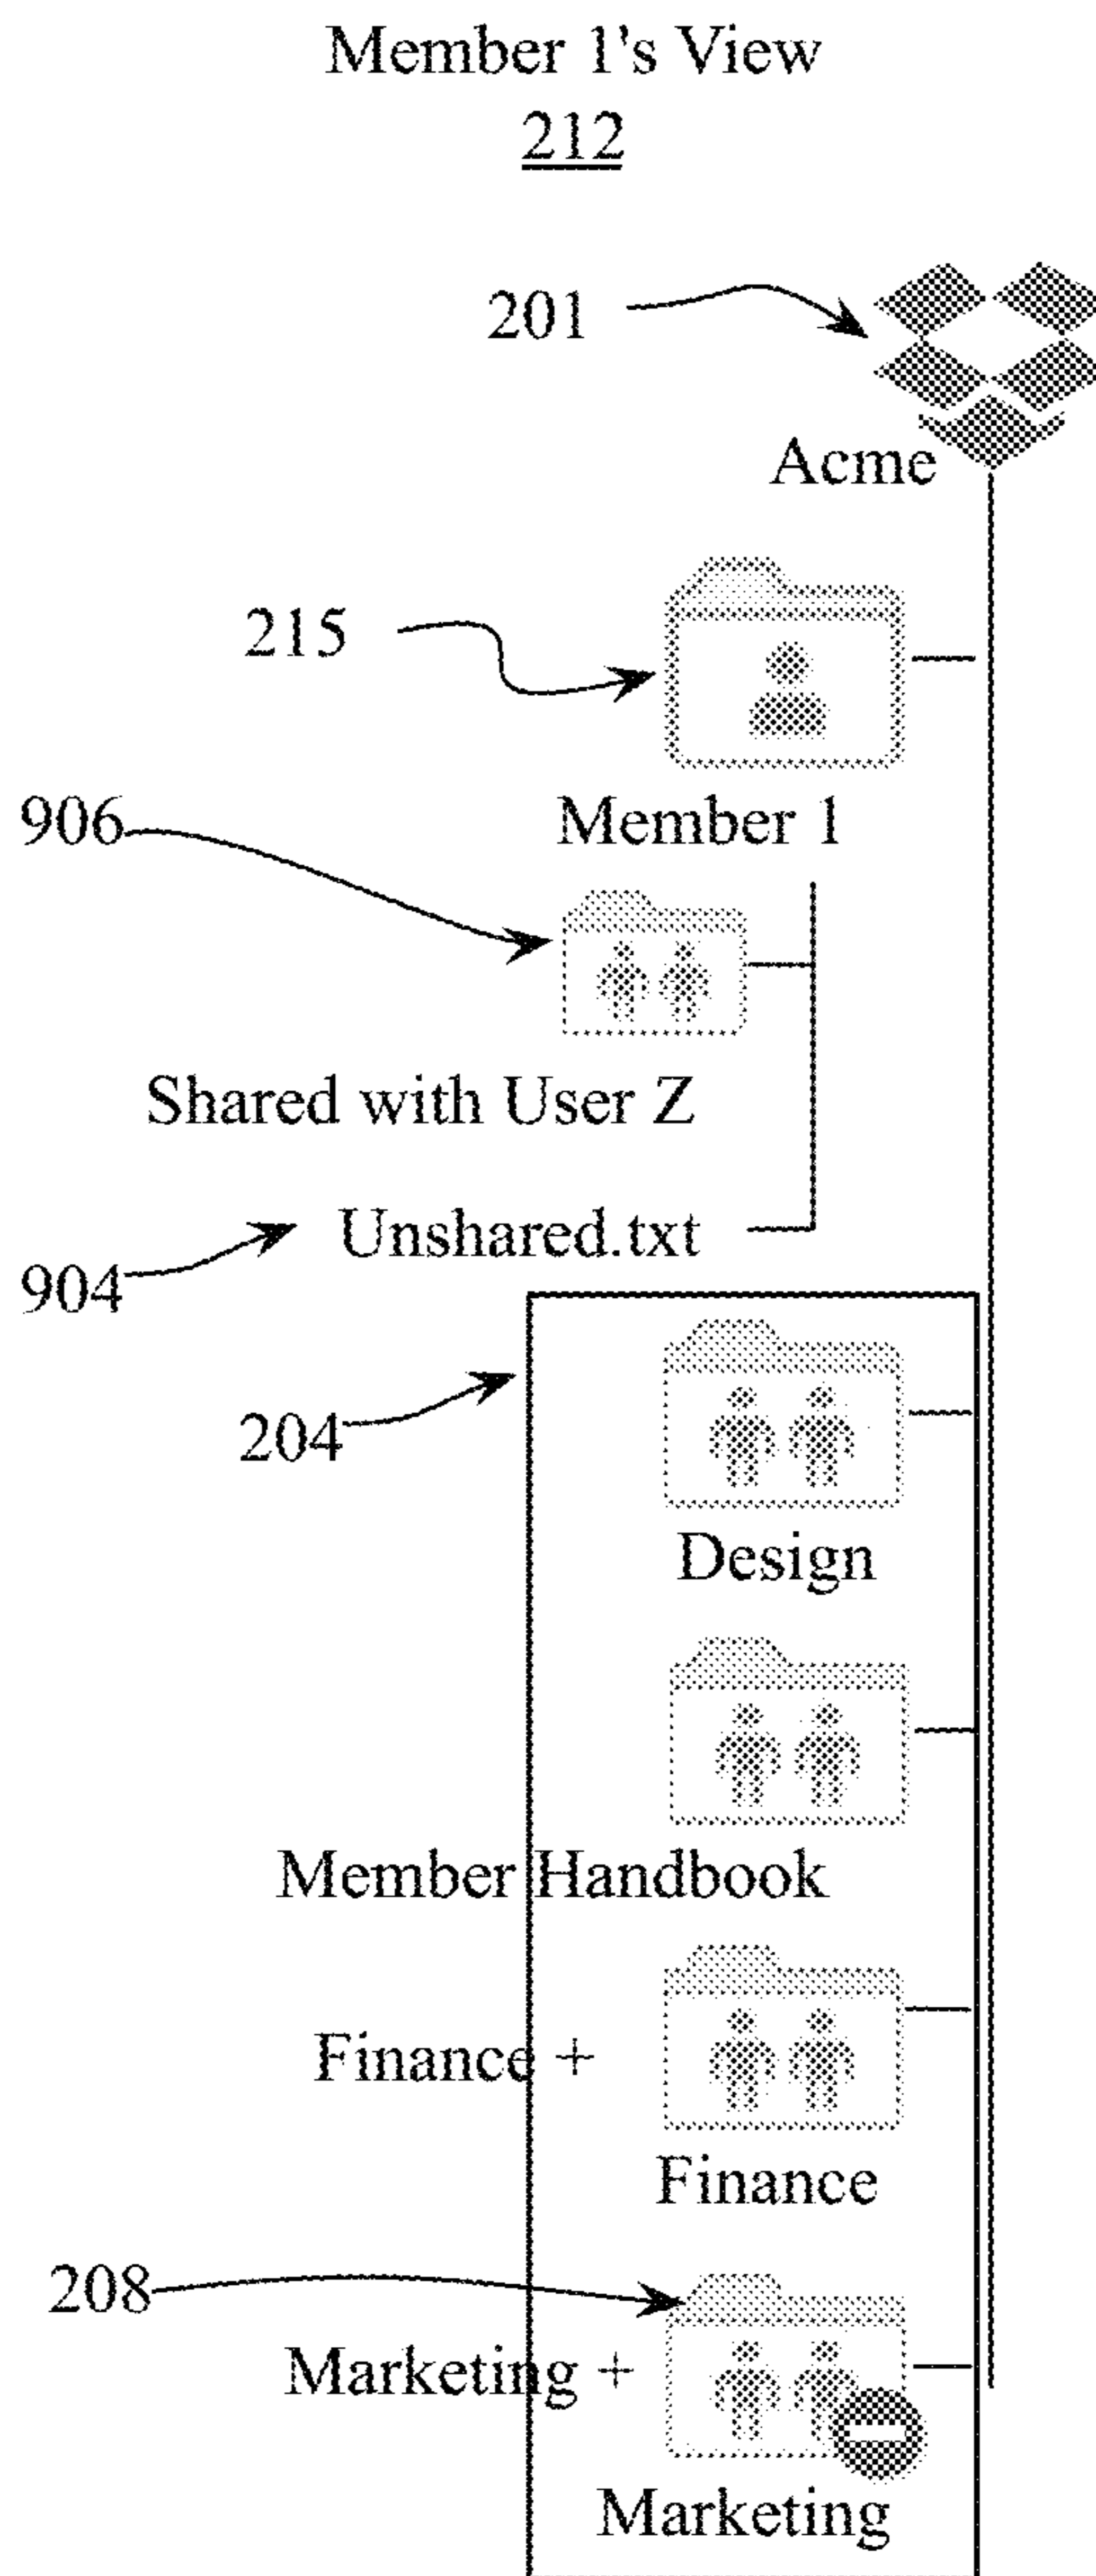 Member 1's View
212
201
Acme
215
Member 1
906
Shared with User Z
Unshared.txt
904
204
Design
Member Handbook
Finance +
Finance
208
Marketing +
Marketing